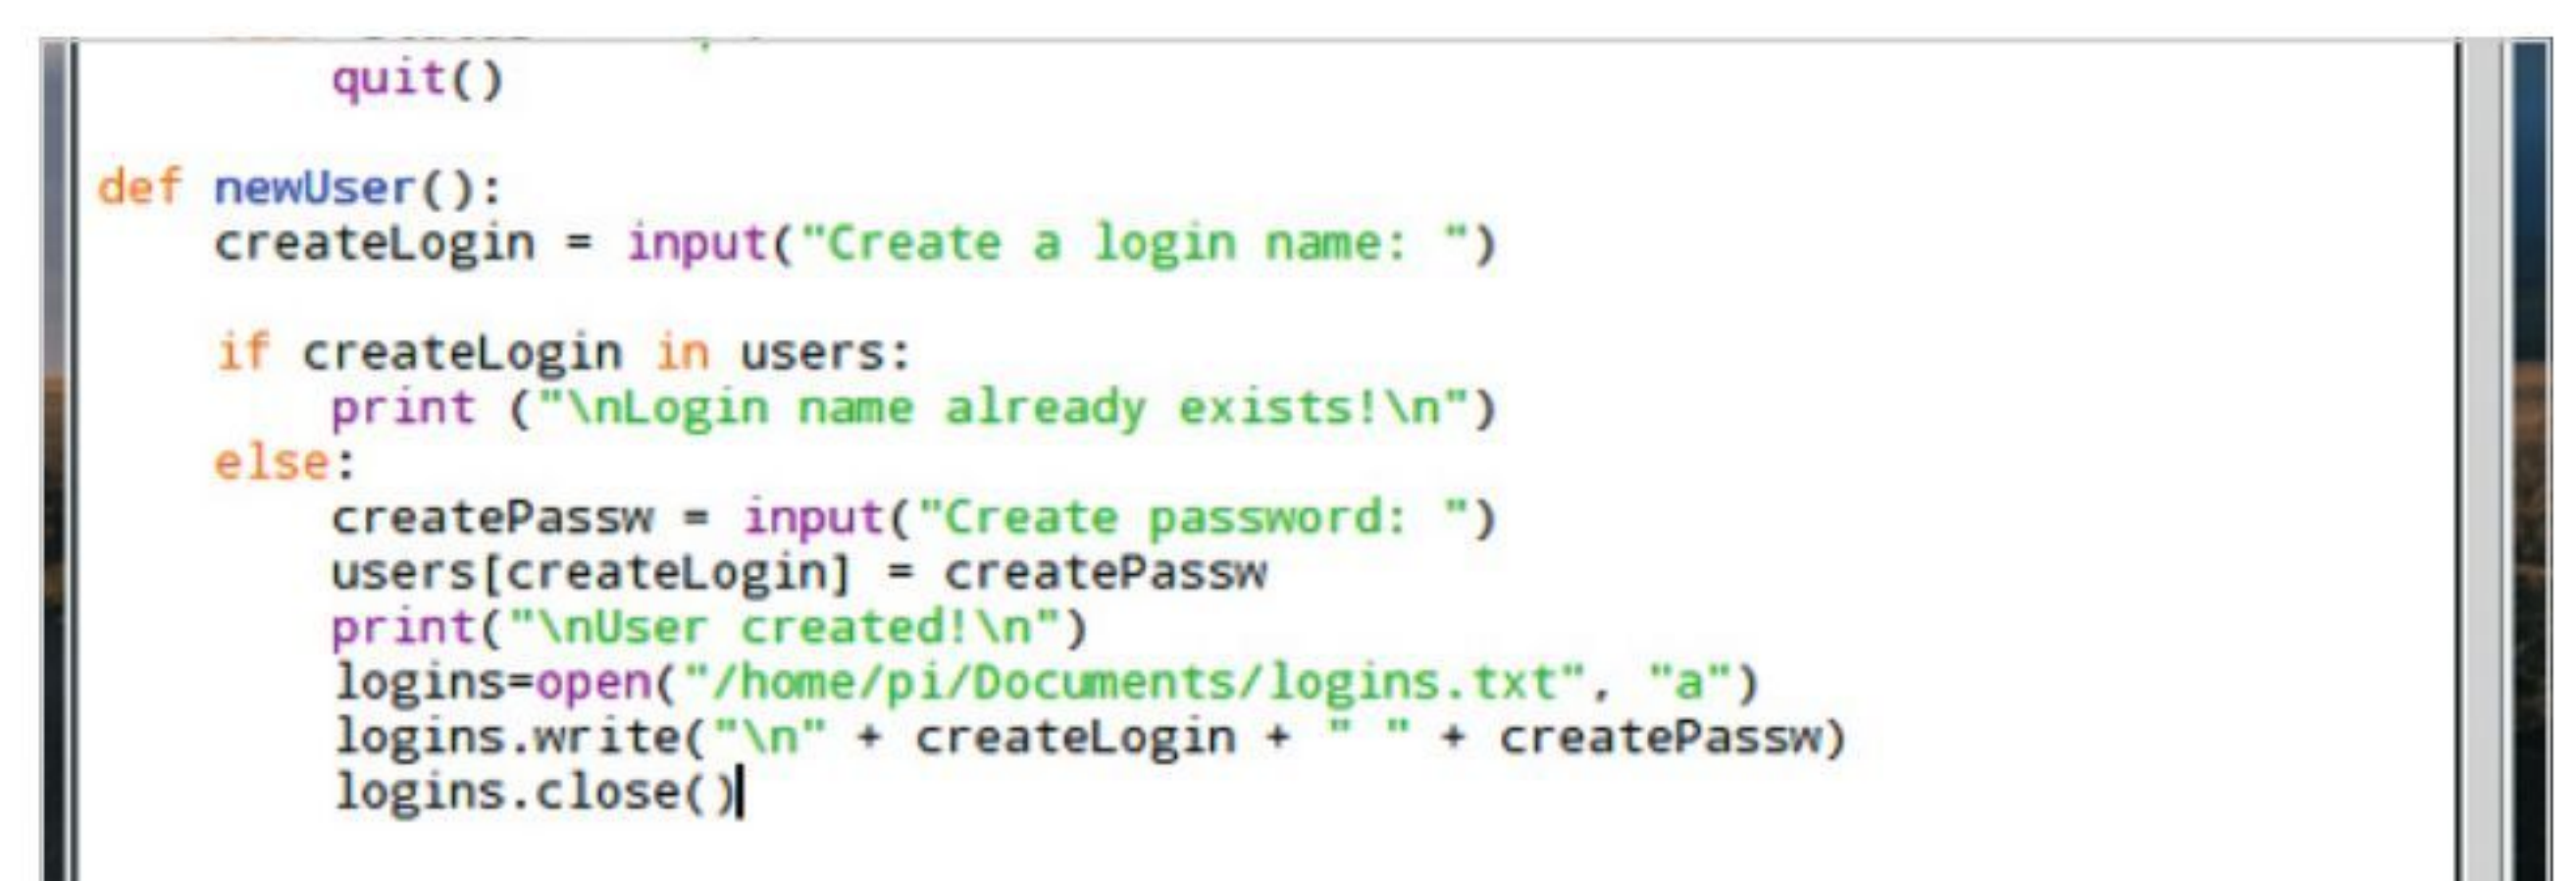 quit()
def newUser():
createLogin = input("Create a login name: ")
if createLogin in users:
print ("\nLogin name already exists!\n")
else:
createPassw = input("Create password: ")
users[createLogin] = createPassw
print("\nUser created!\n")
logins=open("/home/pi/Documents/logins.txt", "a")
logins.write("\n" + createLogin + " " + createPassw)
logins.close()